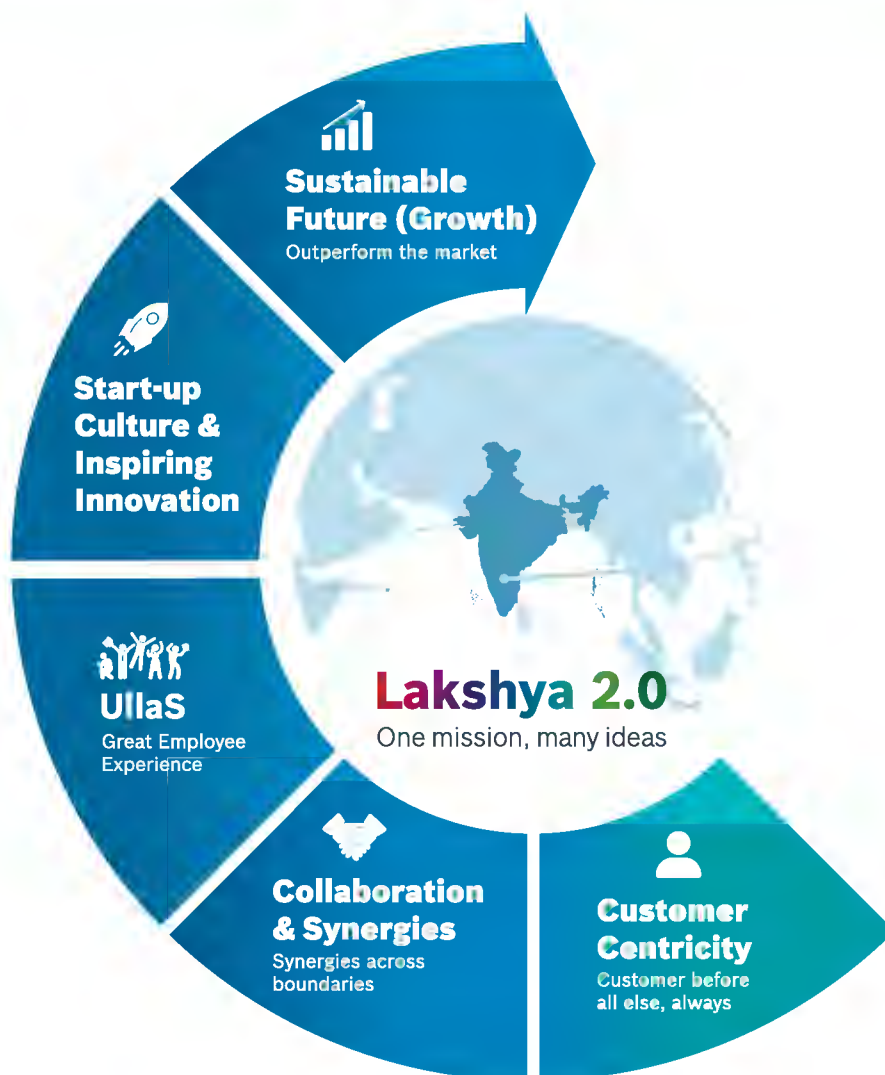 Sustainable
Future (Growth)
Outperform the market
Start-up
Culture &
Inspiring
Innovation
UllaS
Great Employee
Experience
Lakshya 2.0
One mission, many ideas
Collaboration
& Synergies
Synergies across
boundaries
Customer
Centricity
Customer before
all else, always